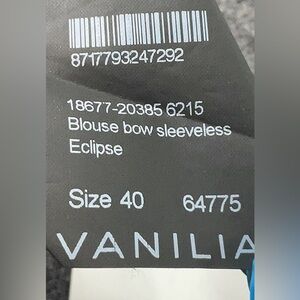 8717793247292
18677-20385 6215
Blouse bow sleeveless
Eclipse
Size 40 64775
VANILIA